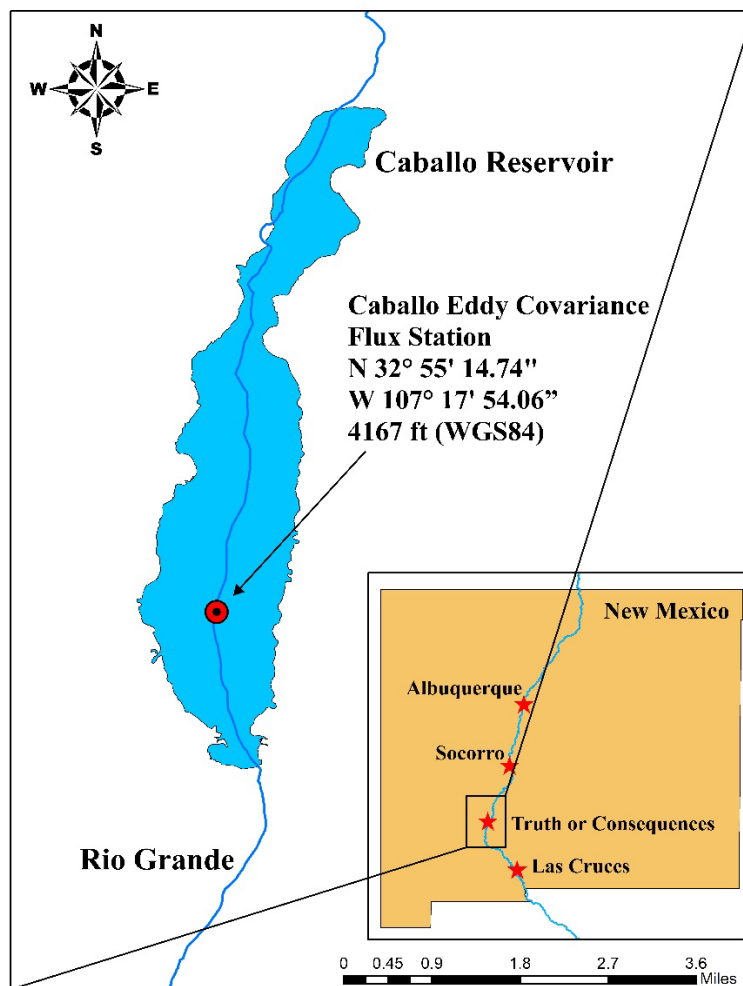 N
W
E
S
Caballo Reservoir
Caballo Eddy Covariance
Flux Station
N 32° 55' 14.74"
W 107° 17' 54.06”
4167 ft (WGS84)
New Mexico
Albuquerque
Socorro
Truth or Consequences
Las Cruces
Rio Grande
0 0.45 0.9 1.8 2.7 3.6
Miles